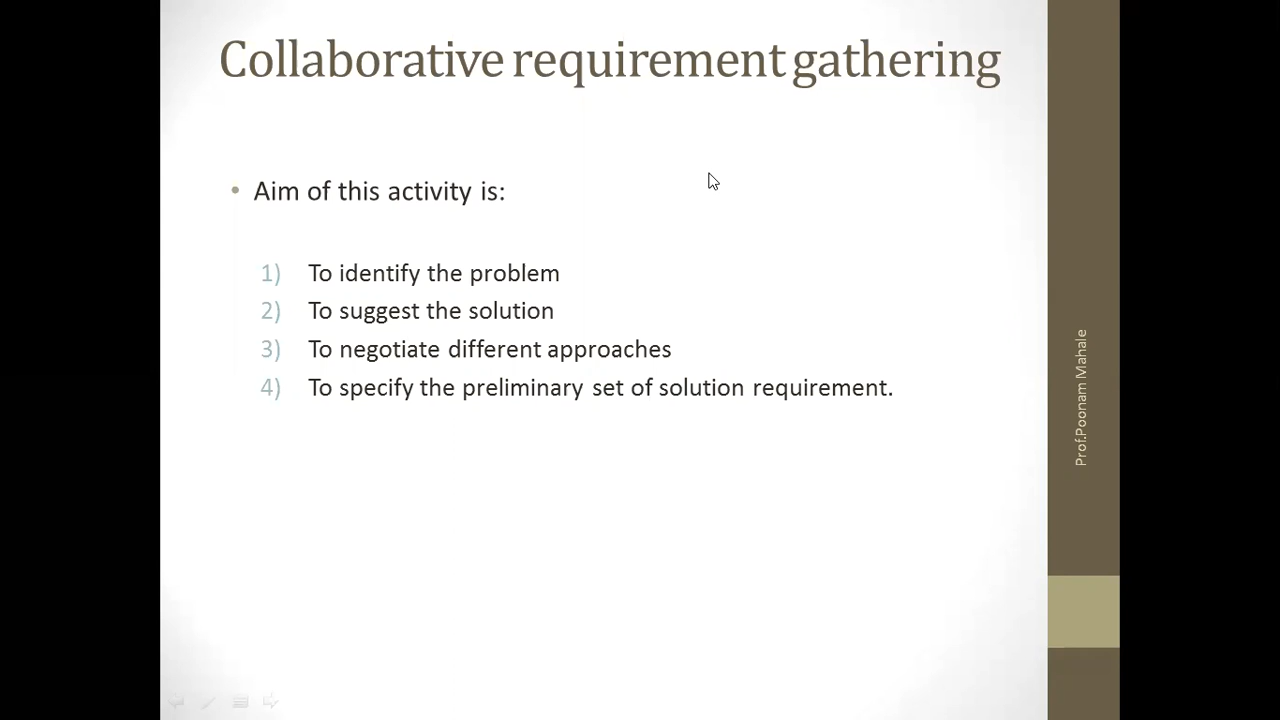 Collaborative requirement gathering
• Aim of this activity is:
1) To identify the problem
2) To suggest the solution
3) To negotiate different approaches
4) To specify the preliminary set of solution requirement.
Prof.Poonam Mahale